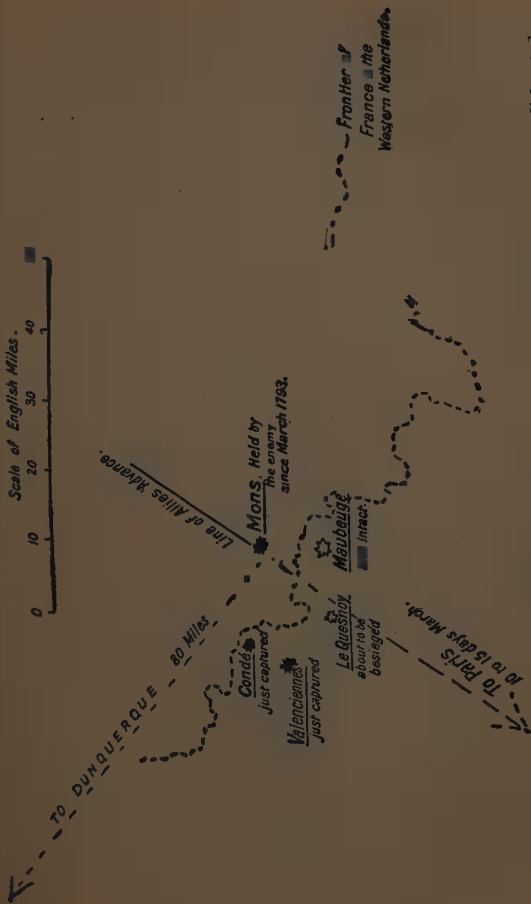 Scale of English Miles.
0 10 20 30 40
Line of Allies Advance.
TO DUNQUERQUE 80 Miles
Mons. Held by
the enemy
since March 1793.
Condé
just captured
Valenciennes
just captured
Le Quesnoy
about to be
besieged
Maubeuge
Intact.
TO PARIS
10 to 15 days March.
Frontier of
France the
Western Netherlands.
N